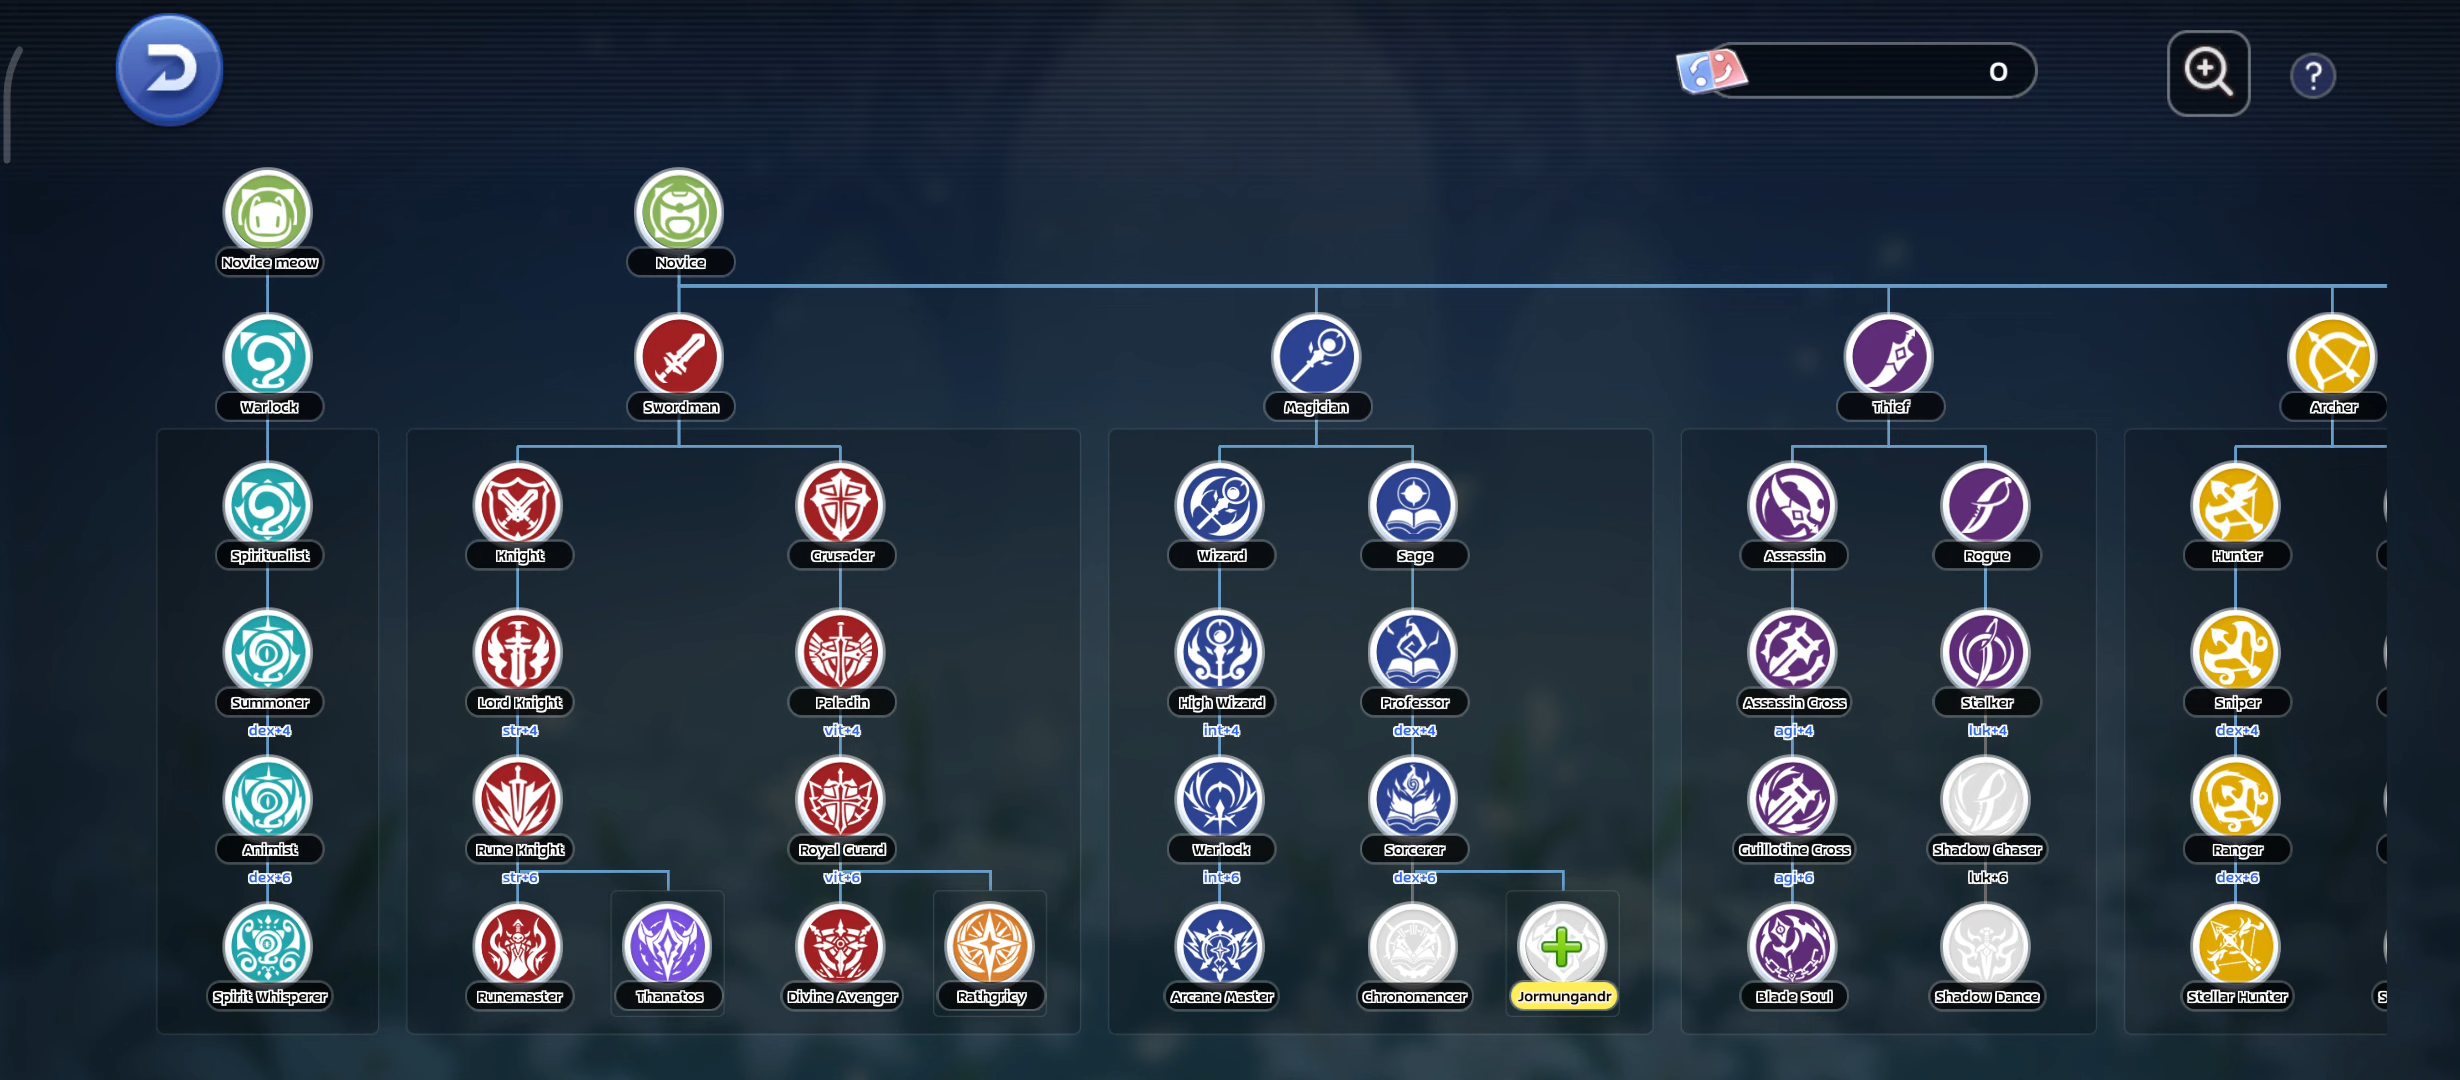 0
?
Novice meow
Novice
Warlock
Swordman
Magician
Thief
Archer
Spiritualist
Knight
Crusader
Wizard
Sage
Assassin
Rogue
Hunter
Summoner
Lord Knight
Paladin
High Wizard
Professor
Assassin Cross
Stalker
Sniper
dex+4
str+4
vit+4
int+4
dex+4
agi+4
luk+4
dex+4
Animist
Rune Knight
Royal Guard
Warlock
Sorcerer
Guillotine Cross
Shadow Chaser
Ranger
dex+6
str+6
vit+6
int+6
dex+6
agi+6
luk+6
dex+6
Spirit Whisperer
Runemaster
Thanatos
Divine Avenger
Rathgricy
Arcane Master
Chronomancer
Jormungandr
Blade Soul
Shadow Dance
Stellar Hunter
S